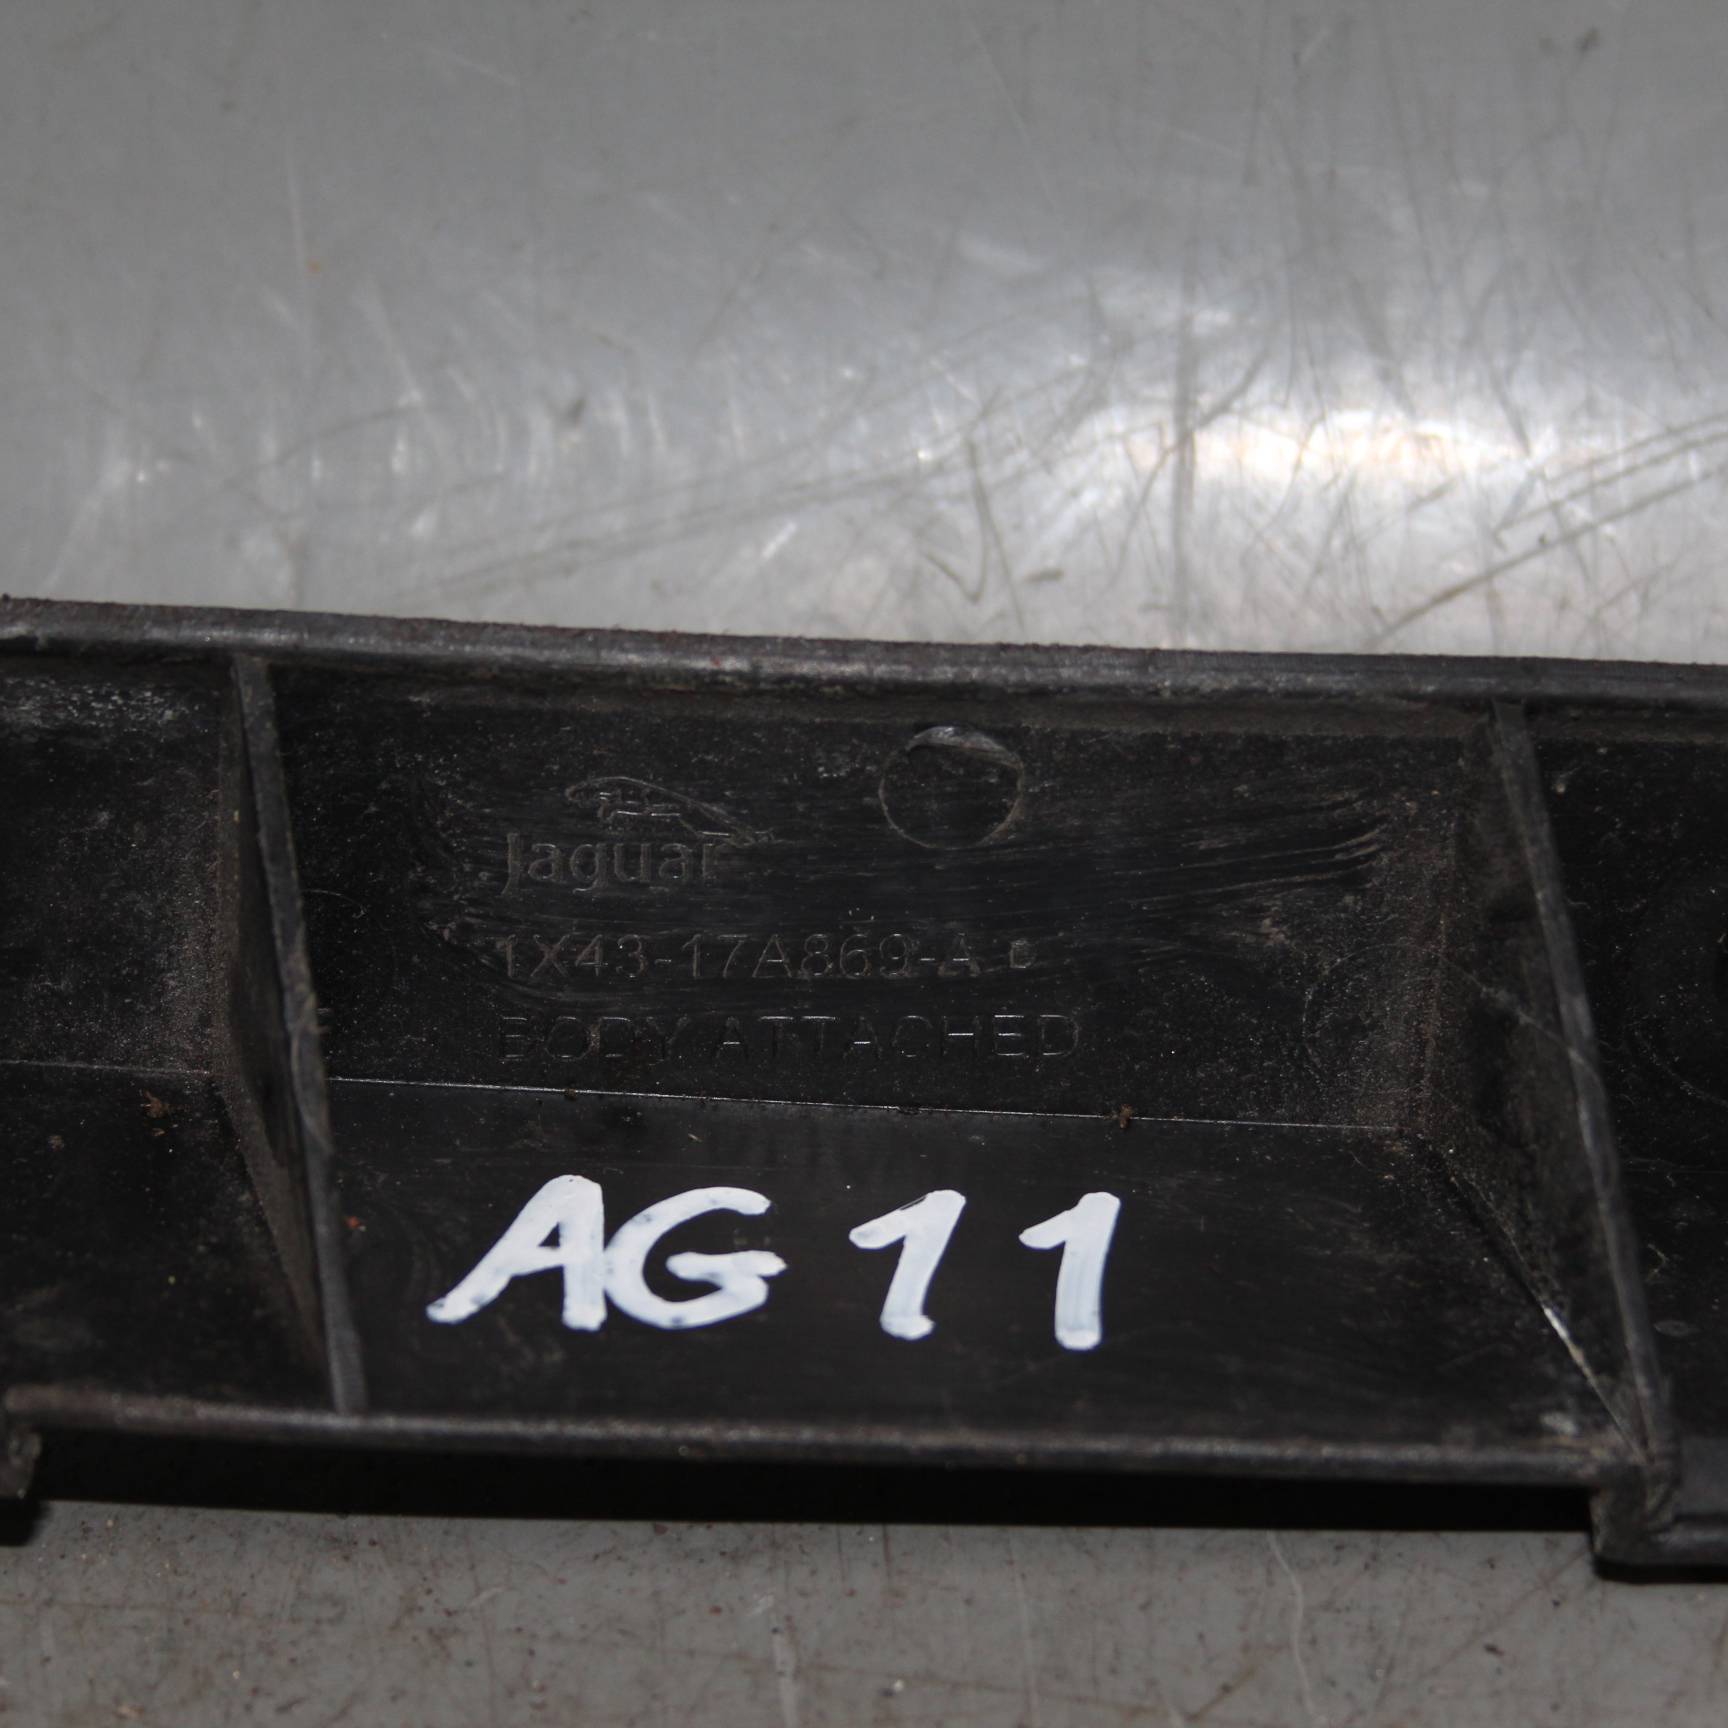 Jaguar
1X43-17A869-A
BODY ATTACHED
AG 11